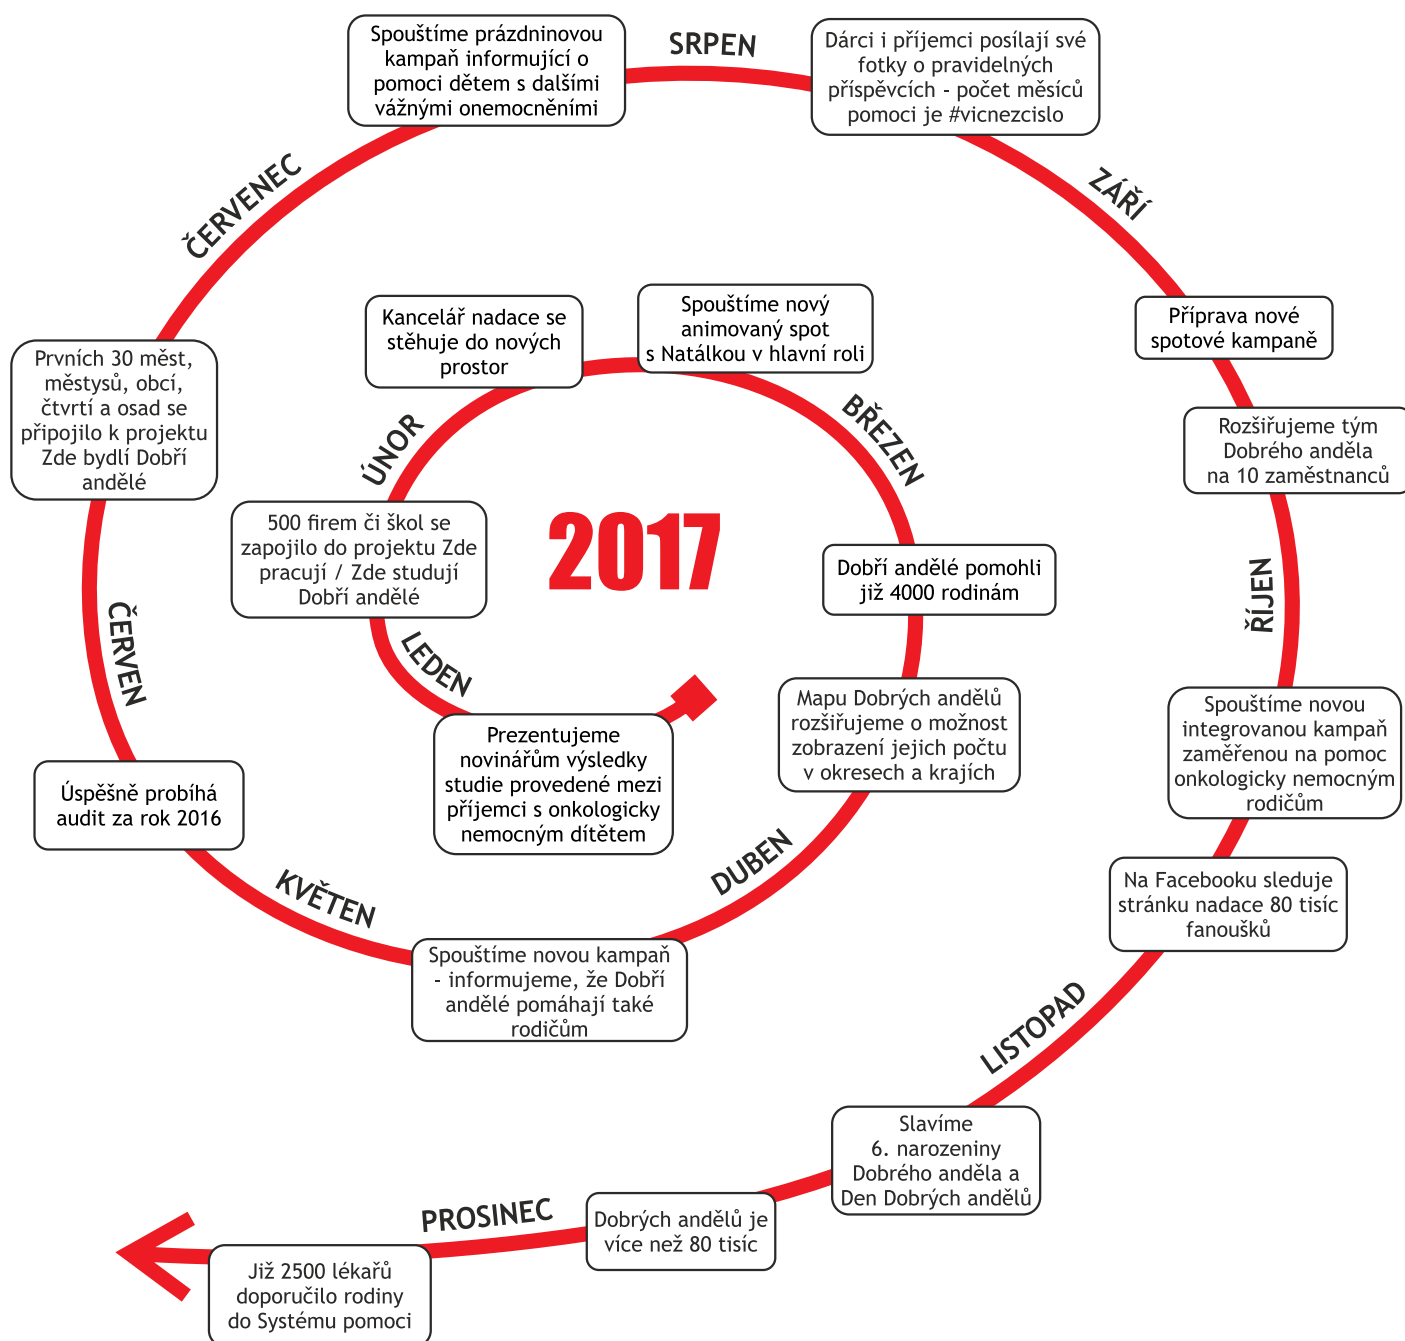 2017
Prezentujeme
novinářům výsledky
studie provedené mezi
příjemci s onkologicky
nemocným dítětem
LEDEN
500 firem či škol se
zapojilo do projektu Zde
pracují / Zde studují
Dobří andělé
ÚNOR
Kancelář nadace se
stěhuje do nových
prostor
Spouštíme nový
animovaný spot
s Natálkou v hlavní roli
BŘEZEN
Dobří andělé pomohli
již 4000 rodinám
Mapu Dobrých andělů
rozšiřujeme o možnost
zobrazení jejich počtu
v okresech a krajích
DUBEN
Spouštíme novou kampaň
- informujeme, že Dobří
andělé pomáhají také
rodičům
KVĚTEN
Úspěšně probíhá
audit za rok 2016
ČERVEN
Prvních 30 měst,
městysů, obcí,
čtvrtí a osad se
připojilo k projektu
Zde bydlí Dobří
andělé
ČERVENEC
Spouštíme prázdninovou
kampaň informující o
pomoci dětem s dalšími
vážnými onemocněními
SRPEN
Dárci i příjemci posílají své
fotky o pravidelných
příspěvcích - počet měsíců
pomoci je #vicnezcislo
ZÁŘÍ
Příprava nové
spotové kampaně
Rozšiřujeme tým
Dobrého anděla
na 10 zaměstnanců
ŘÍJEN
Spouštíme novou
integrovanou kampaň
zaměřenou na pomoc
onkologicky nemocným
rodičům
Na Facebooku sleduje
stránku nadace 80 tisíc
fanoušků
LISTOPAD
Slavíme
6. narozeniny
Dobrého anděla a
Den Dobrých andělů
Dobrých andělů je
více než 80 tisíc
PROSINEC
Již 2500 lékařů
doporučilo rodiny
do Systému pomoci